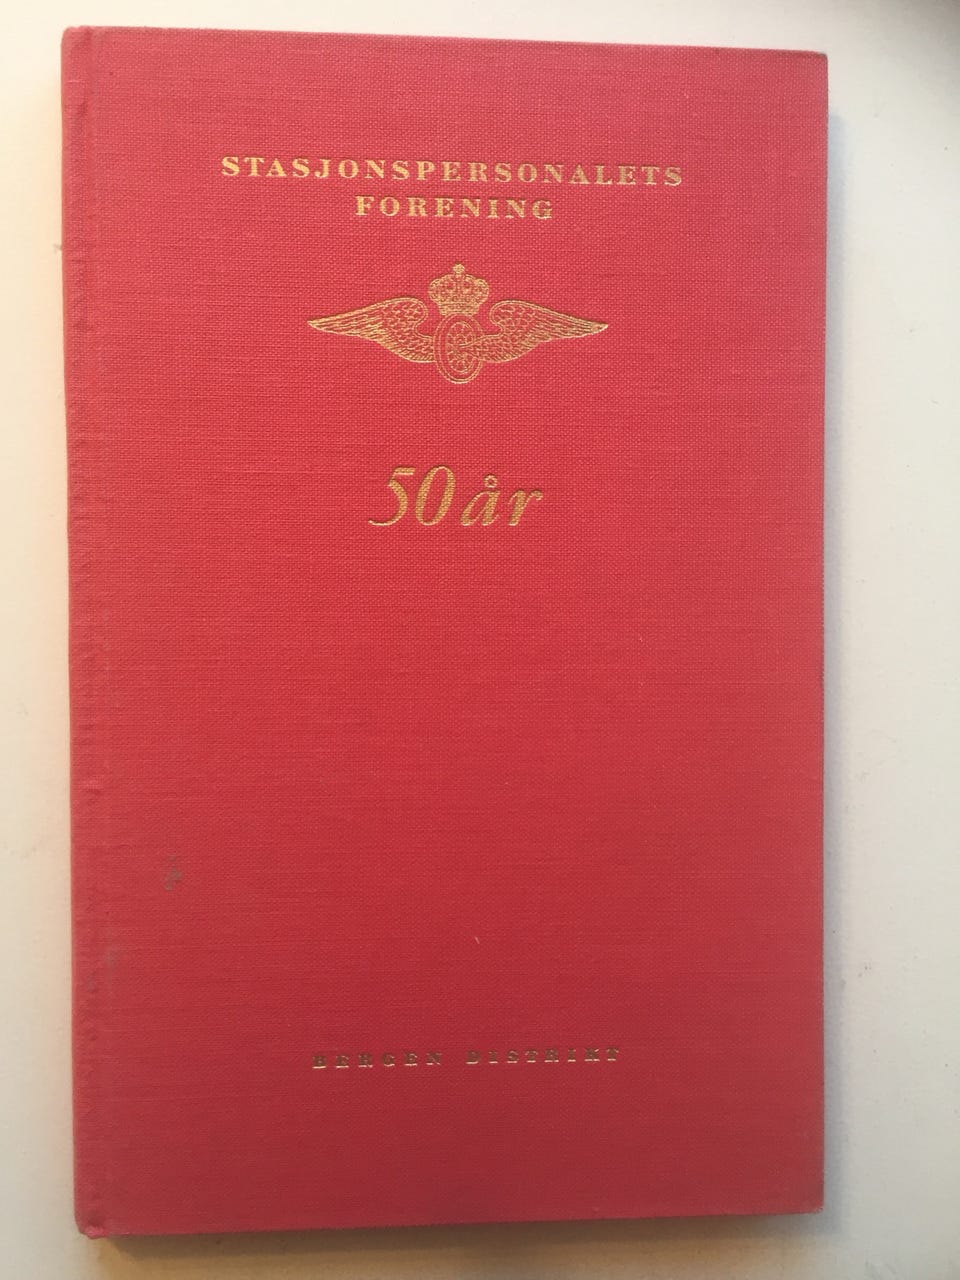 STASJONSPERSONALETS
FORENING
50 år
BERGEN DISTRIKT